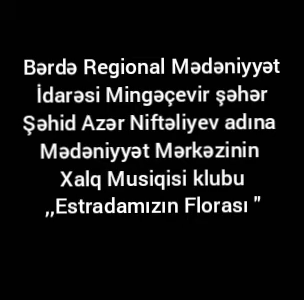 Bərdə Regional Mədəniyyət
İdarəsi Mingəçevir şəhər
Şəhid Azər Niftəliyev adına
Mədəniyyət Mərkəzinin
Xalq Musiqisi klubu
,,Estradamızın Florası "